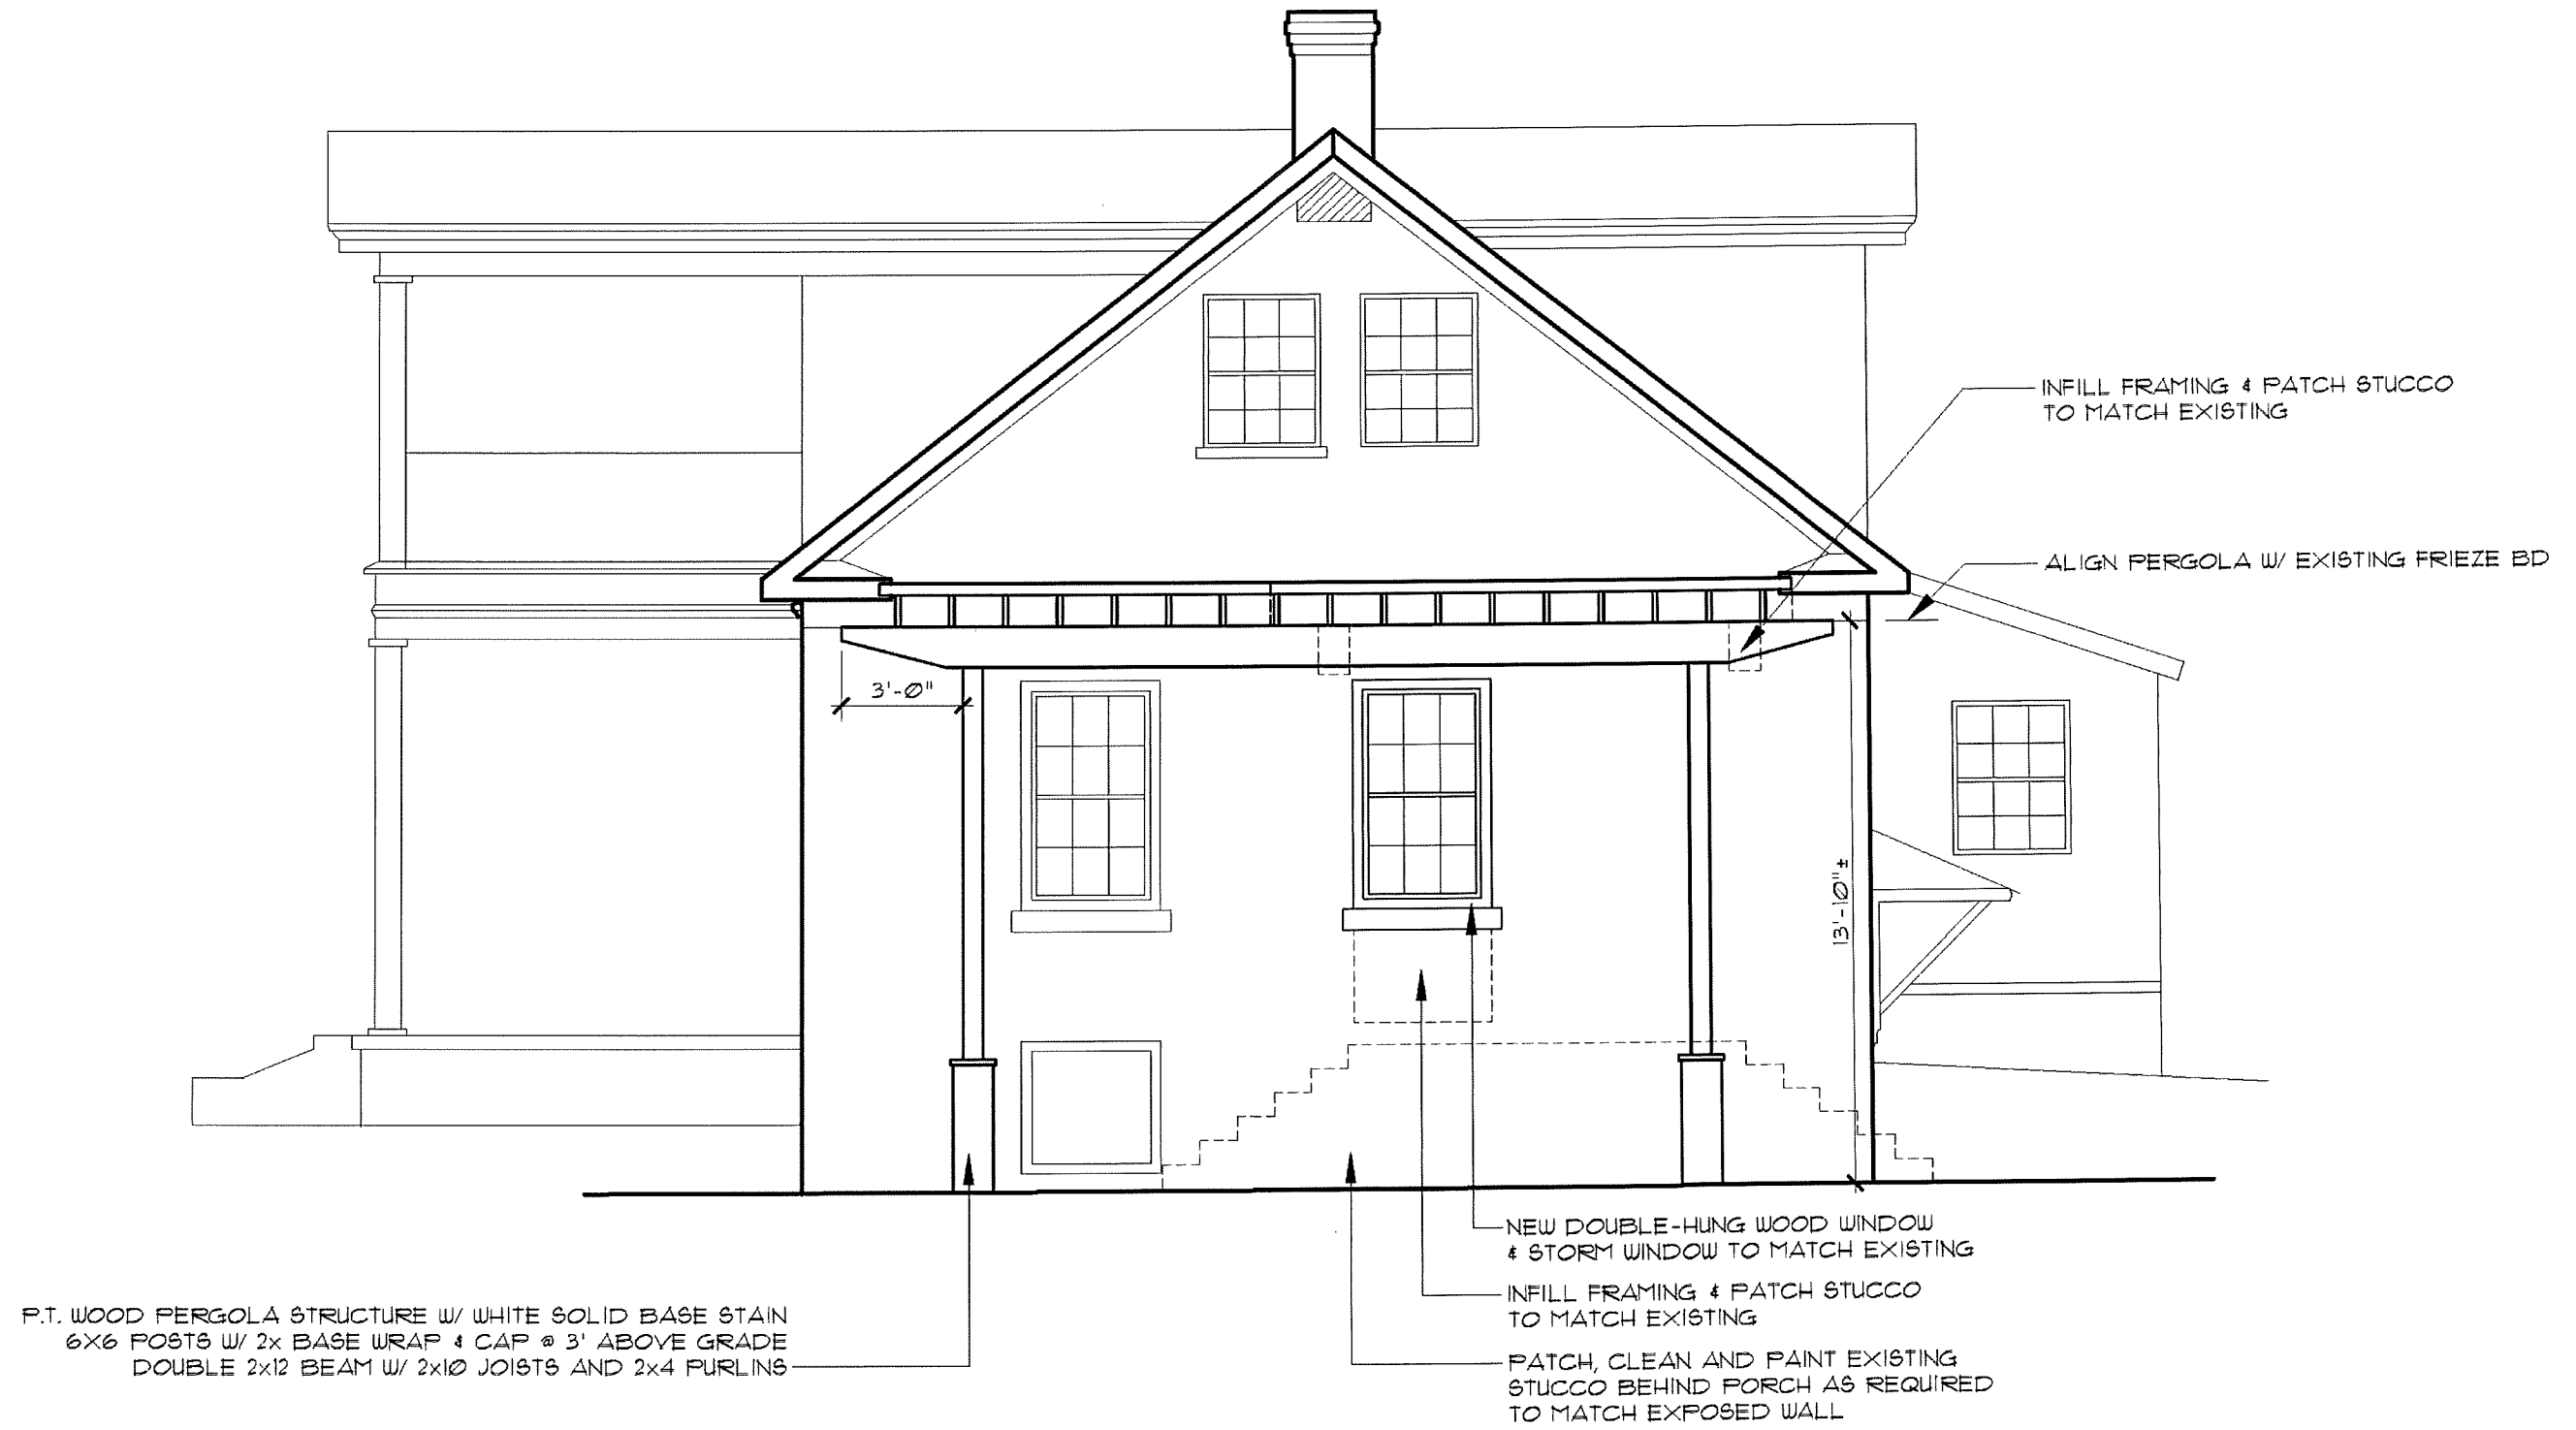 INFILL FRAMING & PATCH STUCCO
TO MATCH EXISTING
ALIGN PERGOLA W/ EXISTING FRIEZE BD
3'-0"
13'-10"±
NEW DOUBLE-HUNG WOOD WINDOW
& STORM WINDOW TO MATCH EXISTING
INFILL FRAMING & PATCH STUCCO
TO MATCH EXISTING
P.T. WOOD PERGOLA STRUCTURE W/ WHITE SOLID BASE STAIN
6X6 POSTS W/ 2x BASE WRAP & CAP @ 3' ABOVE GRADE
DOUBLE 2x12 BEAM W/ 2x10 JOISTS AND 2x4 PURLINS
PATCH, CLEAN AND PAINT EXISTING
STUCCO BEHIND PORCH AS REQUIRED
TO MATCH EXPOSED WALL